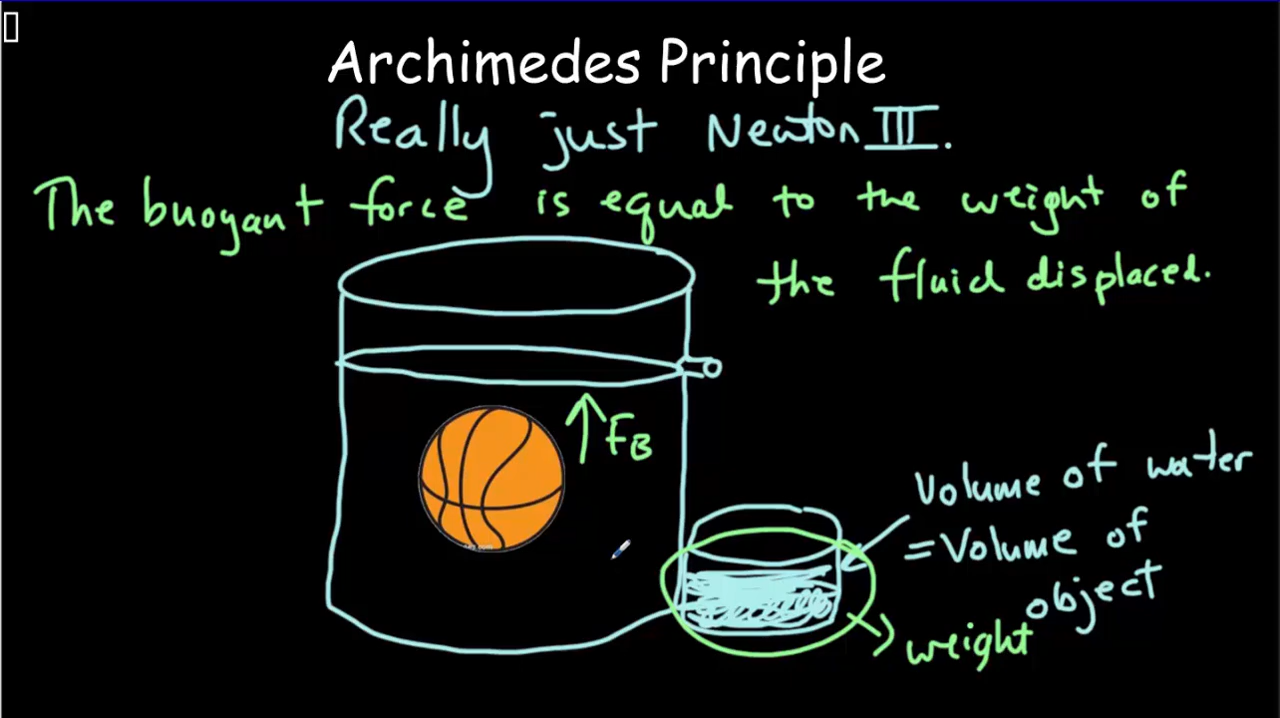 Archimedes Principle
Really just Newton III.
The buoyant force is equal to the weight of
the fluid displaced.
FB
Volume of water
= Volume of
object
weight